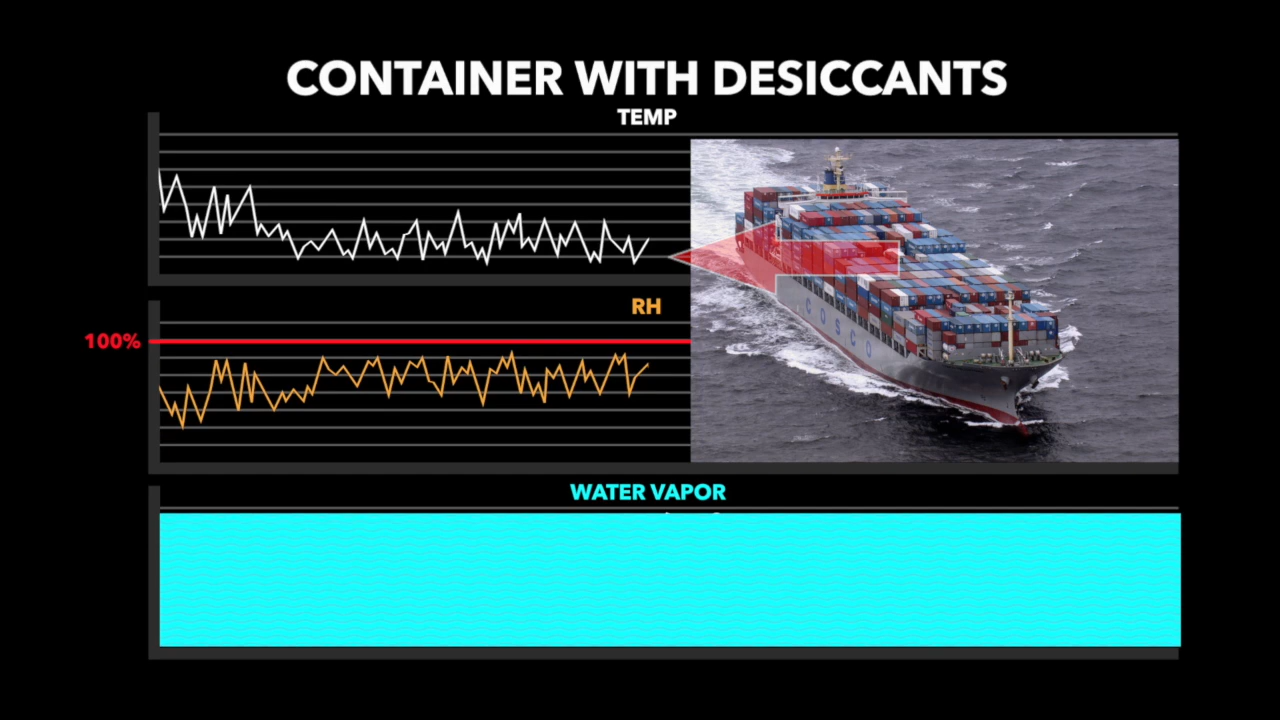 CONTAINER WITH DESICCANTS
TEMP
RH
100%
COSCO
WATER VAPOR